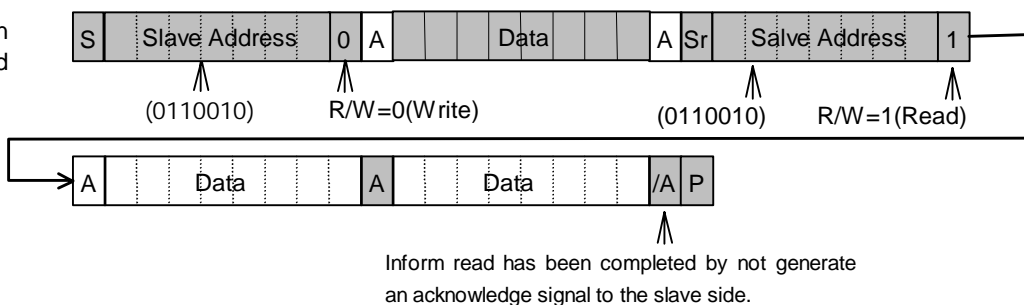 n
d
S Slave Address 0 A Data A Sr Salve Address 1
(0110010) R/W=0(Write) (0110010) R/W=1(Read)
A Data A Data /A P
Inform read has been completed by not generate
an acknowledge signal to the slave side.